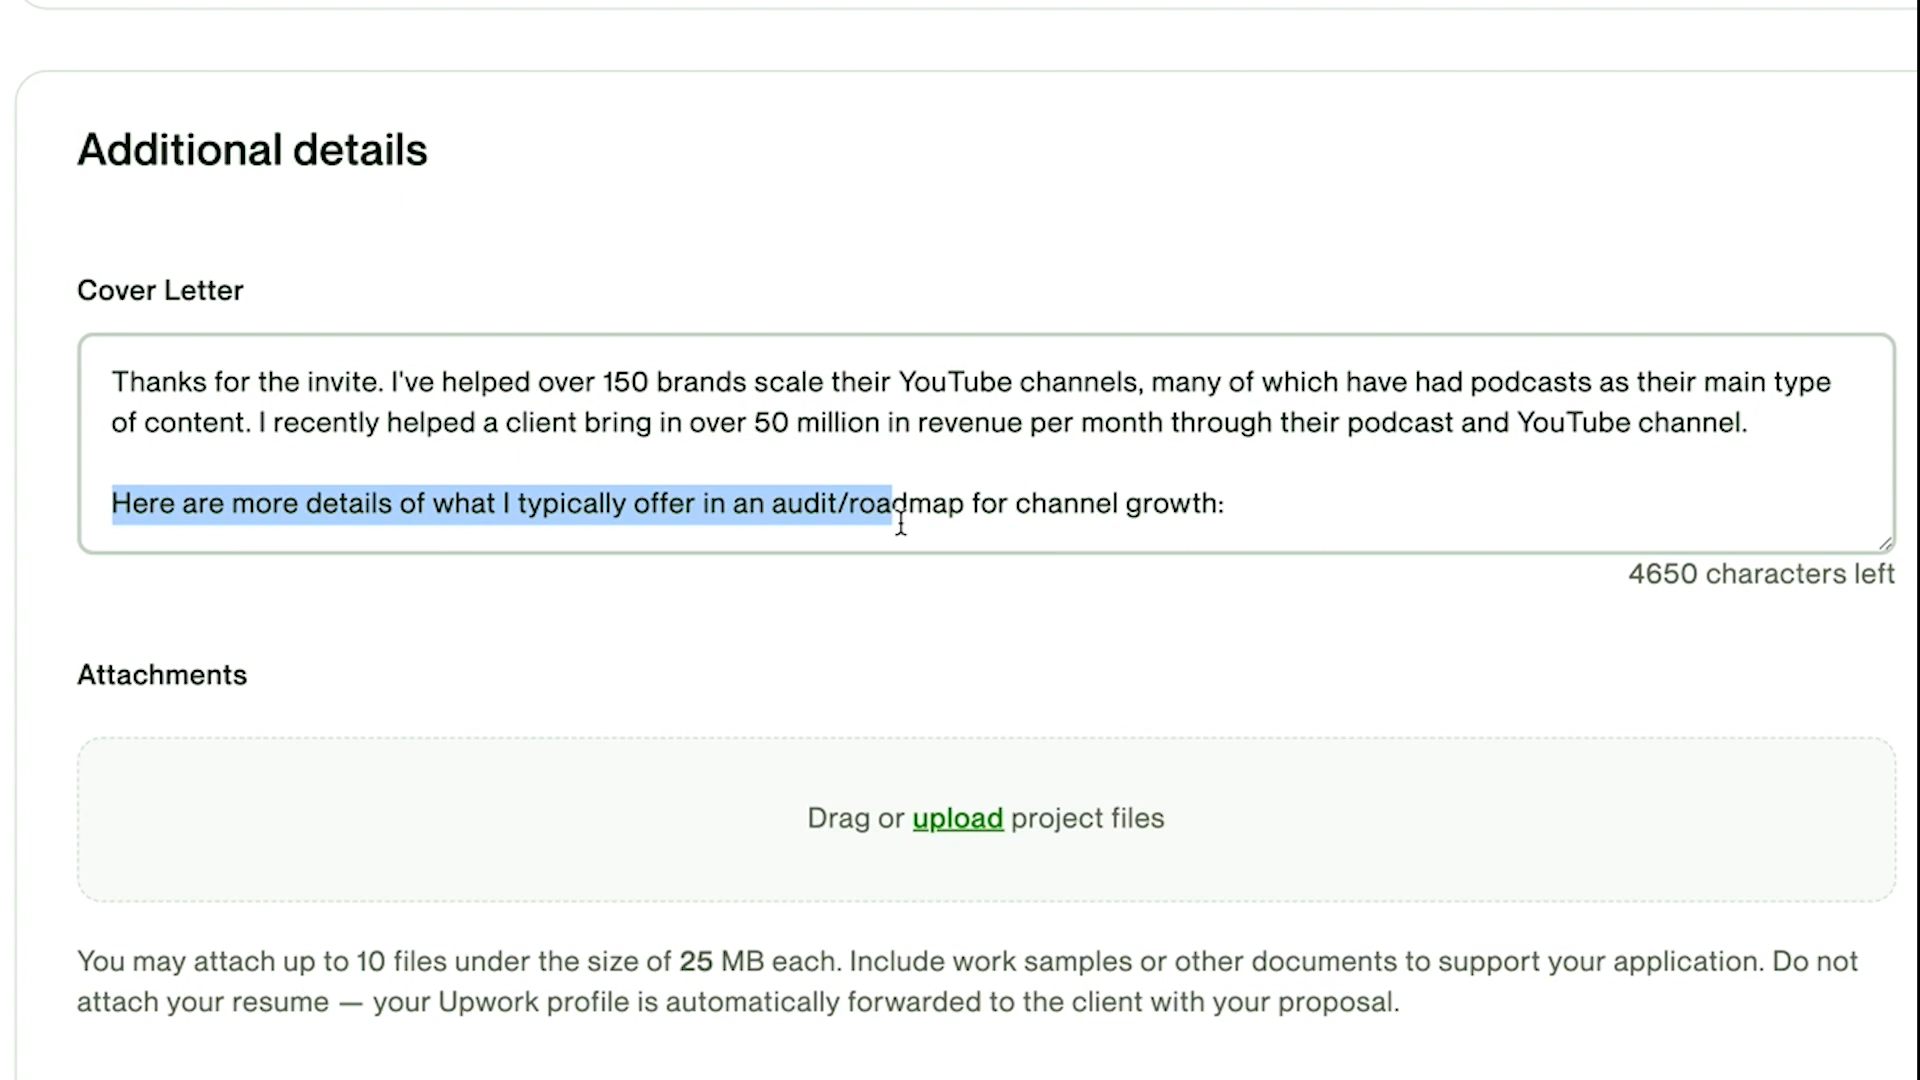 Additional details
Cover Letter
Thanks for the invite. I've helped over 150 brands scale their YouTube channels, many of which have had podcasts as their main type
of content. I recently helped a client bring in over 50 million in revenue per month through their podcast and YouTube channel.
Here are more details of what I typically offer in an audit/roadmap for channel growth:
4650 characters left
Attachments
Drag or upload project files
You may attach up to 10 files under the size of 25 MB each. Include work samples or other documents to support your application. Do not
attach your resume — your Upwork profile is automatically forwarded to the client with your proposal.